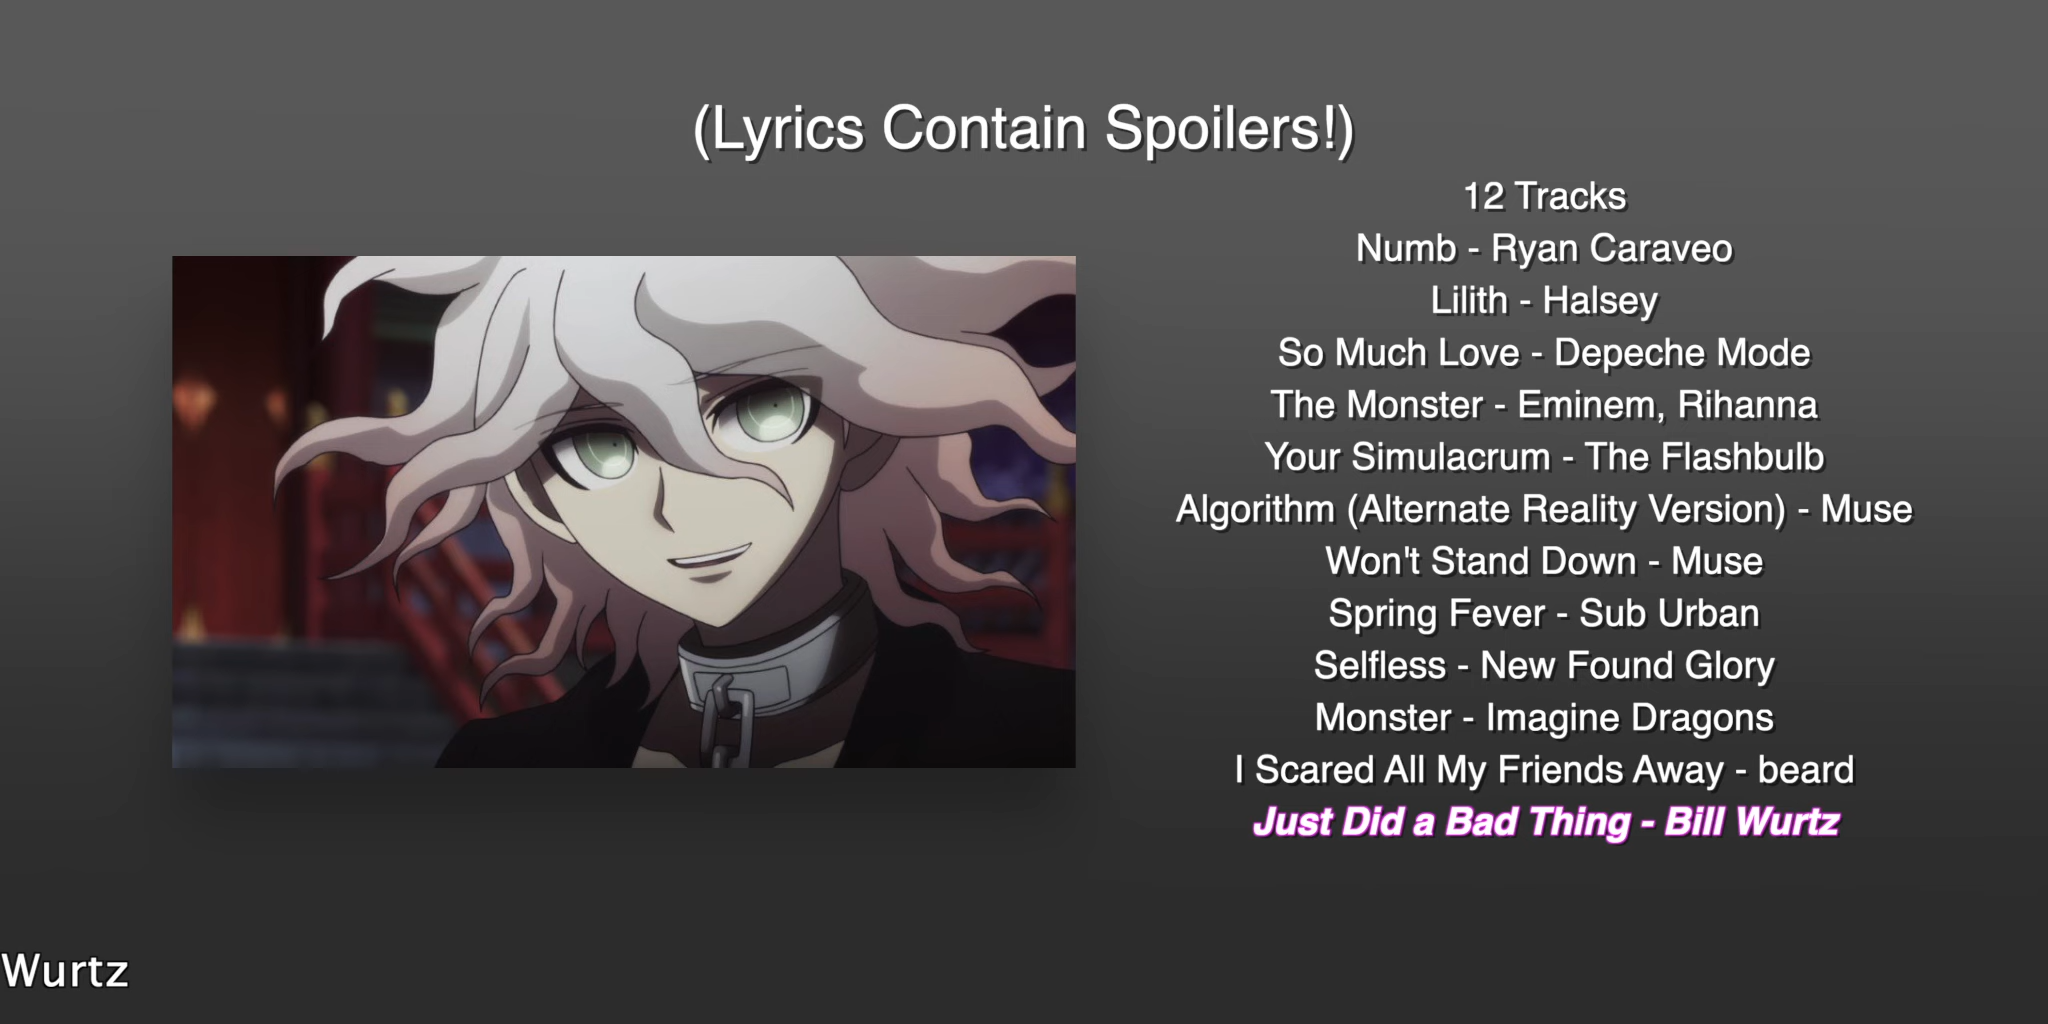 (Lyrics Contain Spoilers!)
12 Tracks
Numb - Ryan Caraveo
Lilith - Halsey
So Much Love - Depeche Mode
The Monster - Eminem, Rihanna
Your Simulacrum - The Flashbulb
Algorithm (Alternate Reality Version) - Muse
Won't Stand Down - Muse
Spring Fever - Sub Urban
Selfless - New Found Glory
Monster - Imagine Dragons
I Scared All My Friends Away - beard
Just Did a Bad Thing - Bill Wurtz
Wurtz